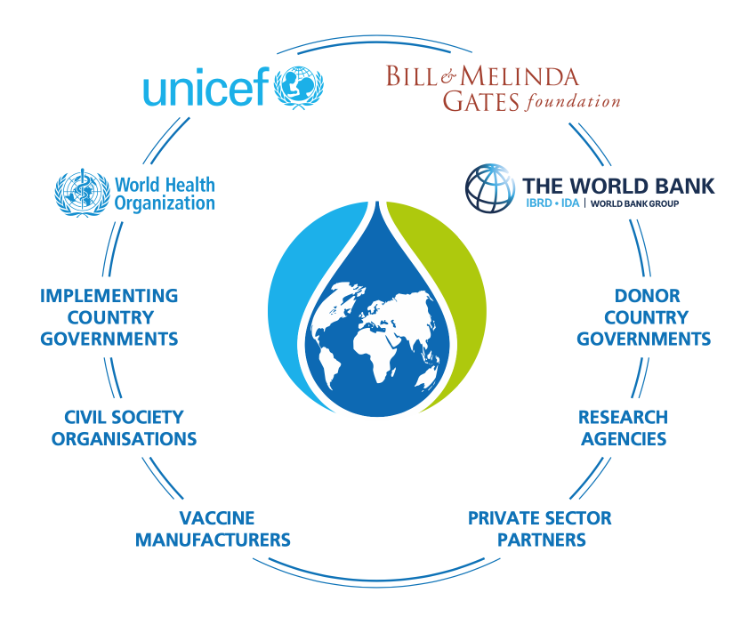 unicef
BILL & MELINDA
GATES foundation
World Health
Organization
THE WORLD BANK
IBRD • IDA | WORLD BANK GROUP
IMPLEMENTING
COUNTRY
GOVERNMENTS
DONOR
COUNTRY
GOVERNMENTS
CIVIL SOCIETY
ORGANISATIONS
RESEARCH
AGENCIES
VACCINE
MANUFACTURERS
PRIVATE SECTOR
PARTNERS